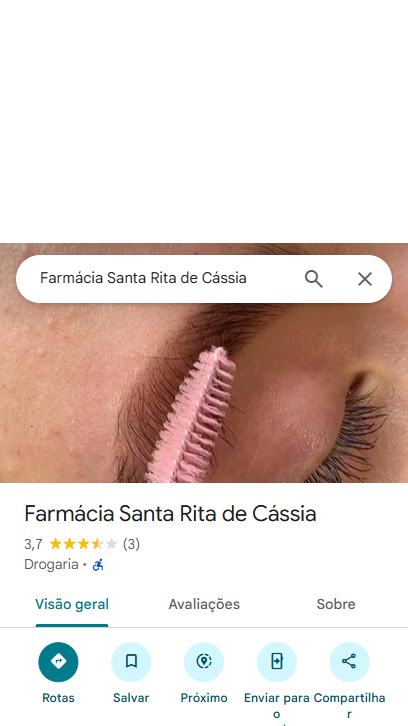 Farmácia Santa Rita de Cássia
Farmácia Santa Rita de Cássia
3,7 (3)
Drogaria ·
Visão geral Avaliações Sobre
Rotas Salvar Próximo Enviar para o Compartilhar